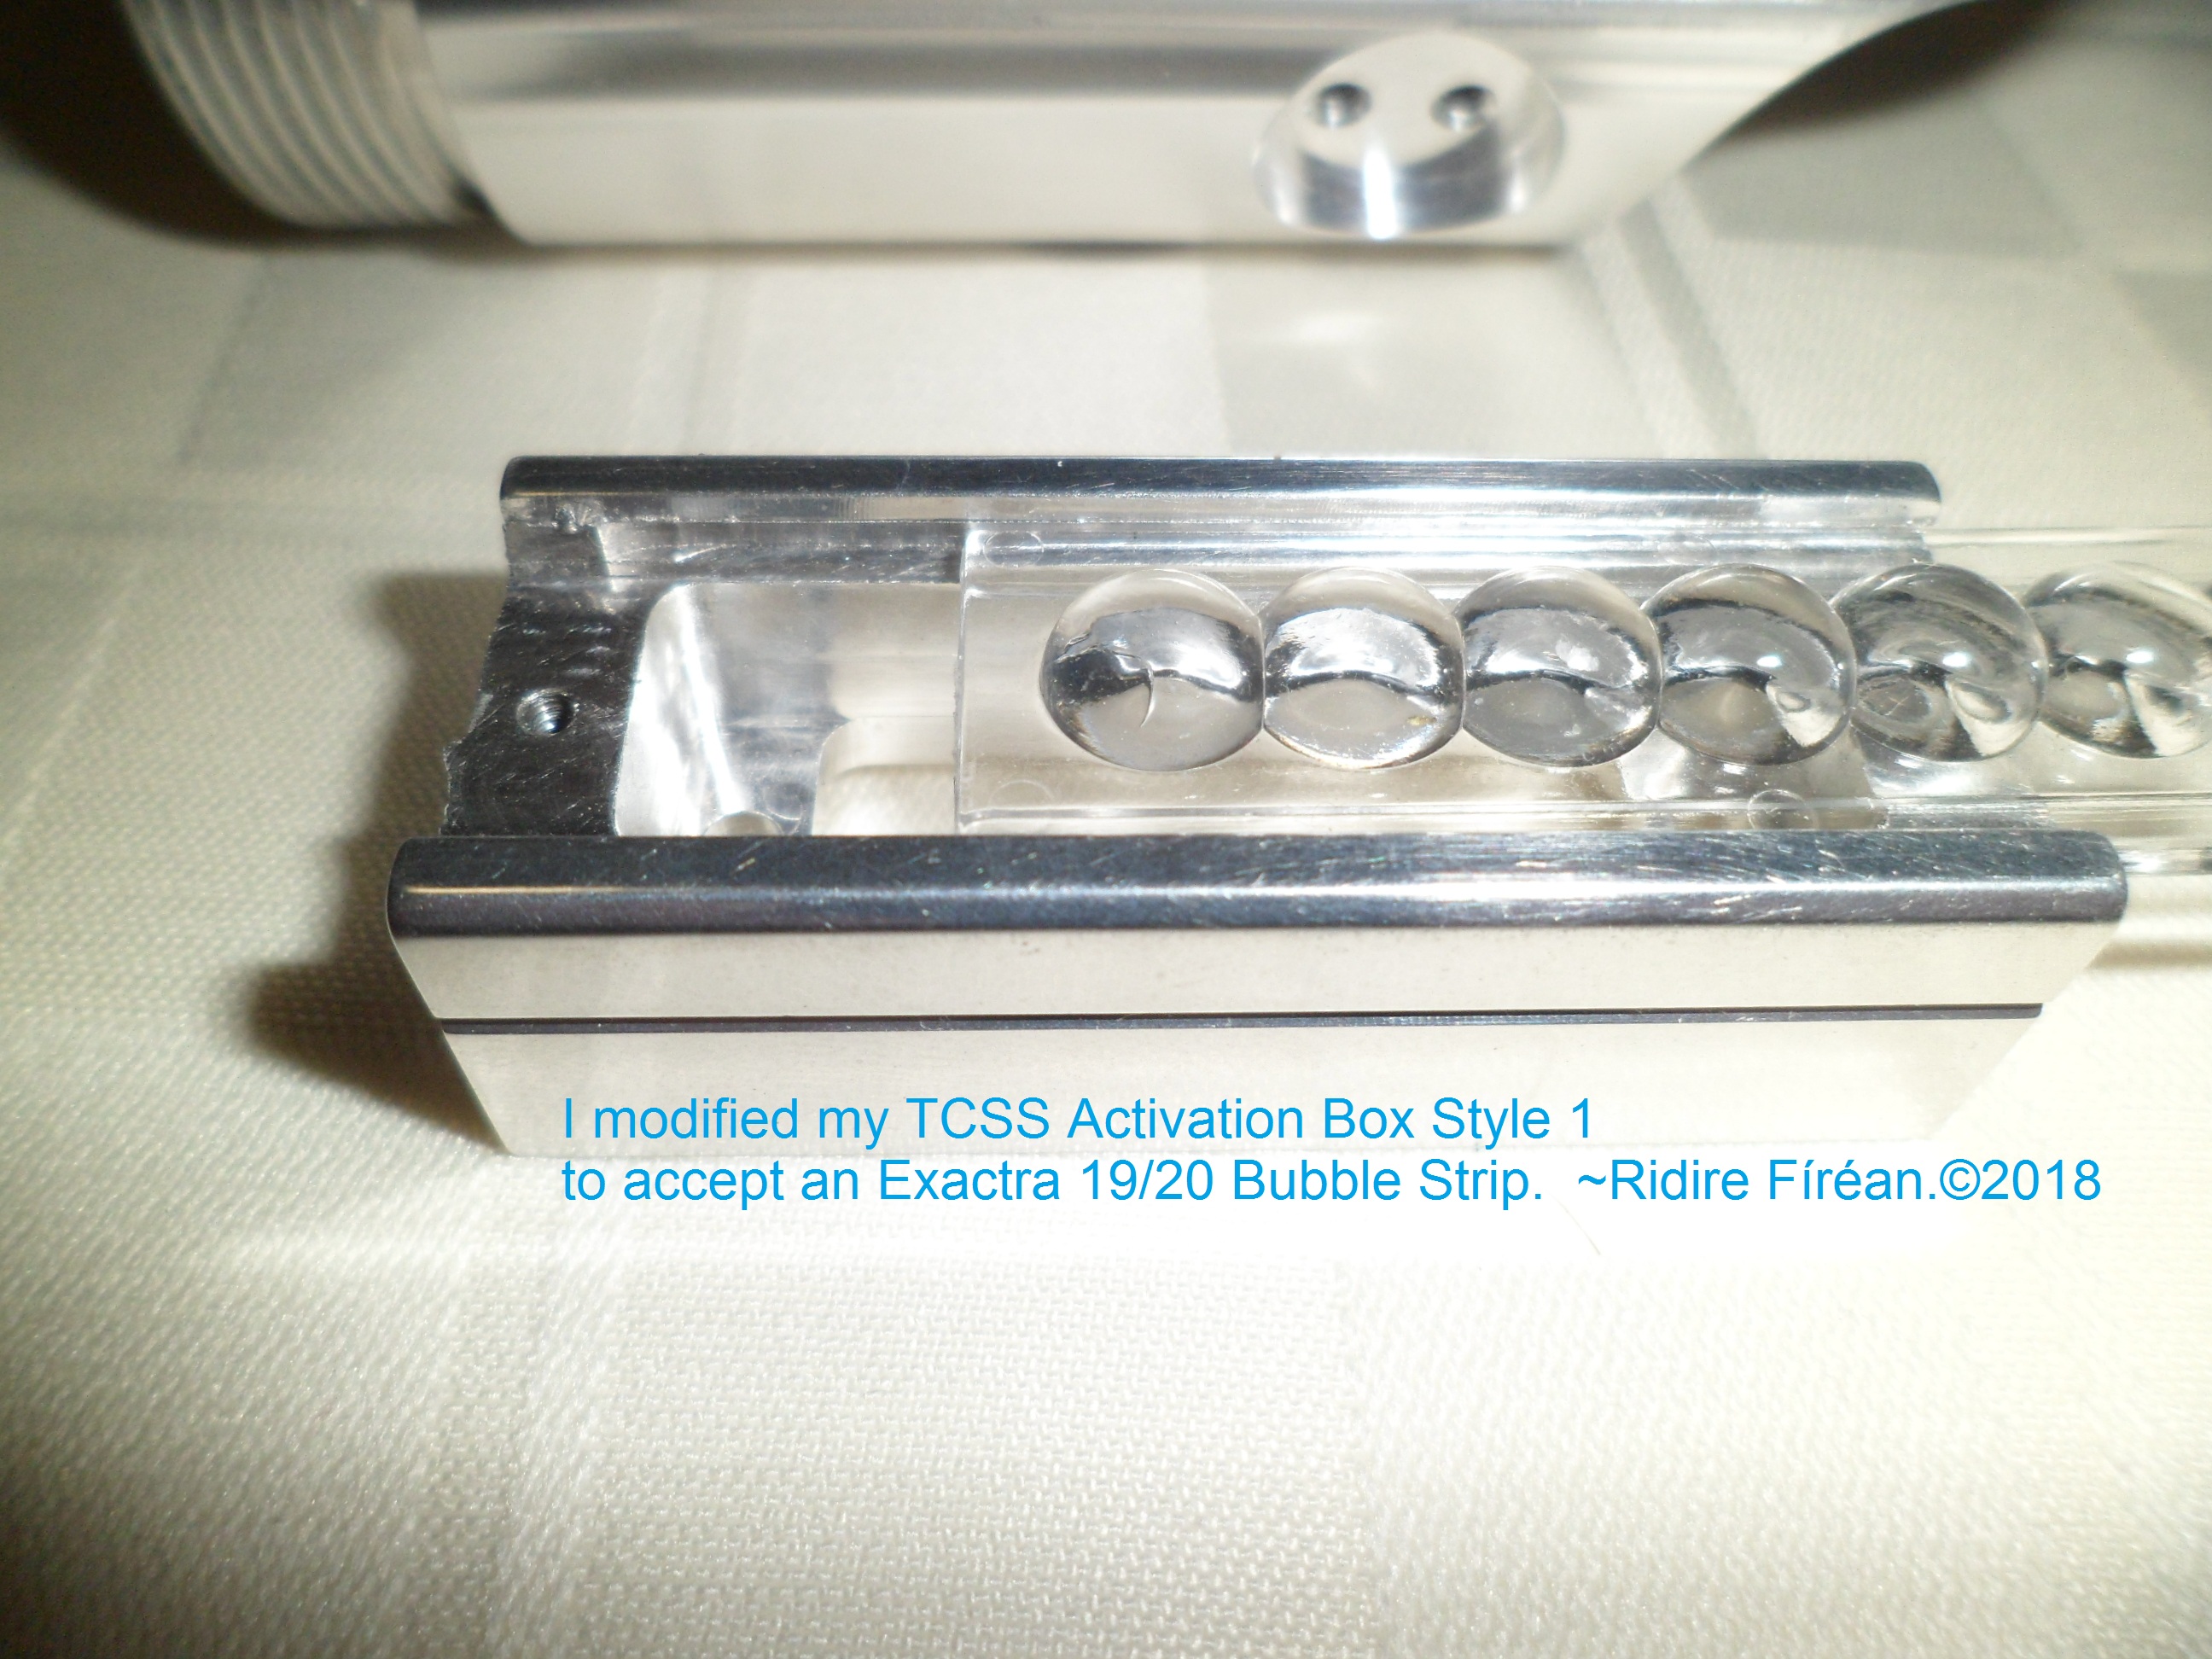 I modified my TCSS Activation Box Style 1
to accept an Exactra 19/20 Bubble Strip.  ~Ridire Fíréan.©2018